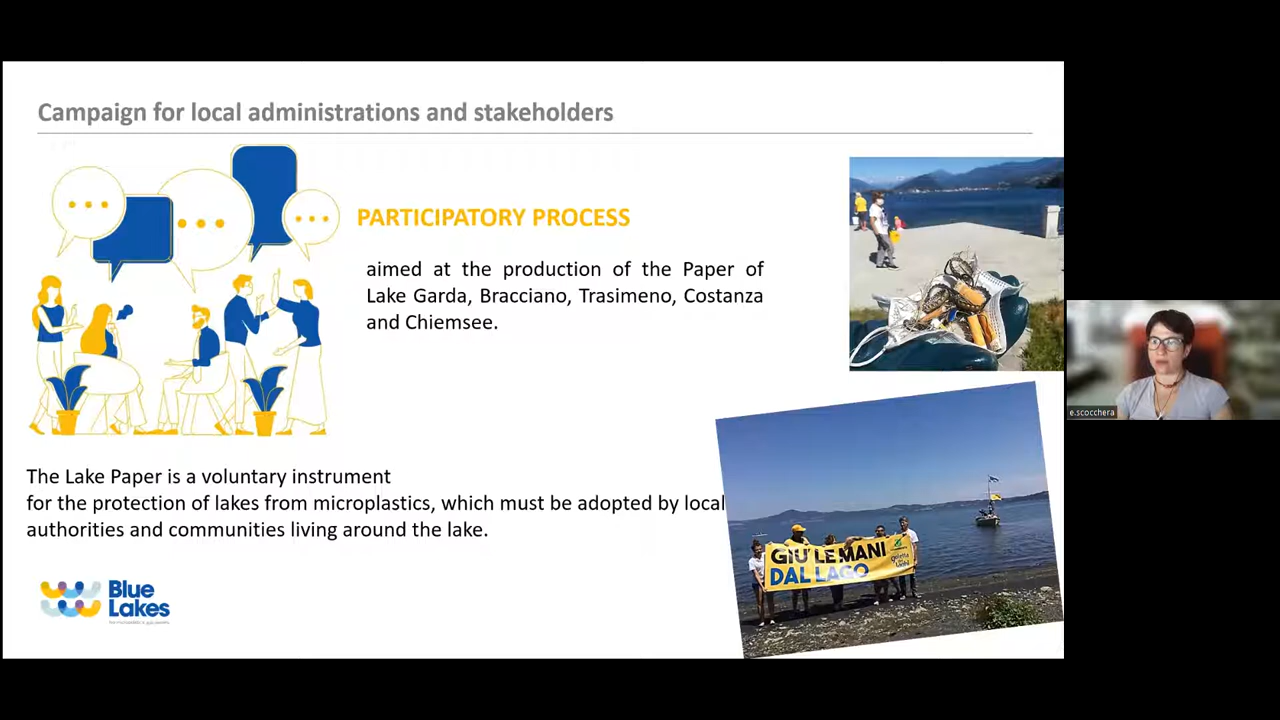 Campaign for local administrations and stakeholders
PARTICIPATORY PROCESS
aimed at the production of the Paper of
Lake Garda, Bracciano, Trasimeno, Costanza
and Chiemsee.
The Lake Paper is a voluntary instrument
for the protection of lakes from microplastics, which must be adopted by local
authorities and communities living around the lake.
GIU' LE MANI
DAL LAGO
Blue
Lakes
e.scocchera